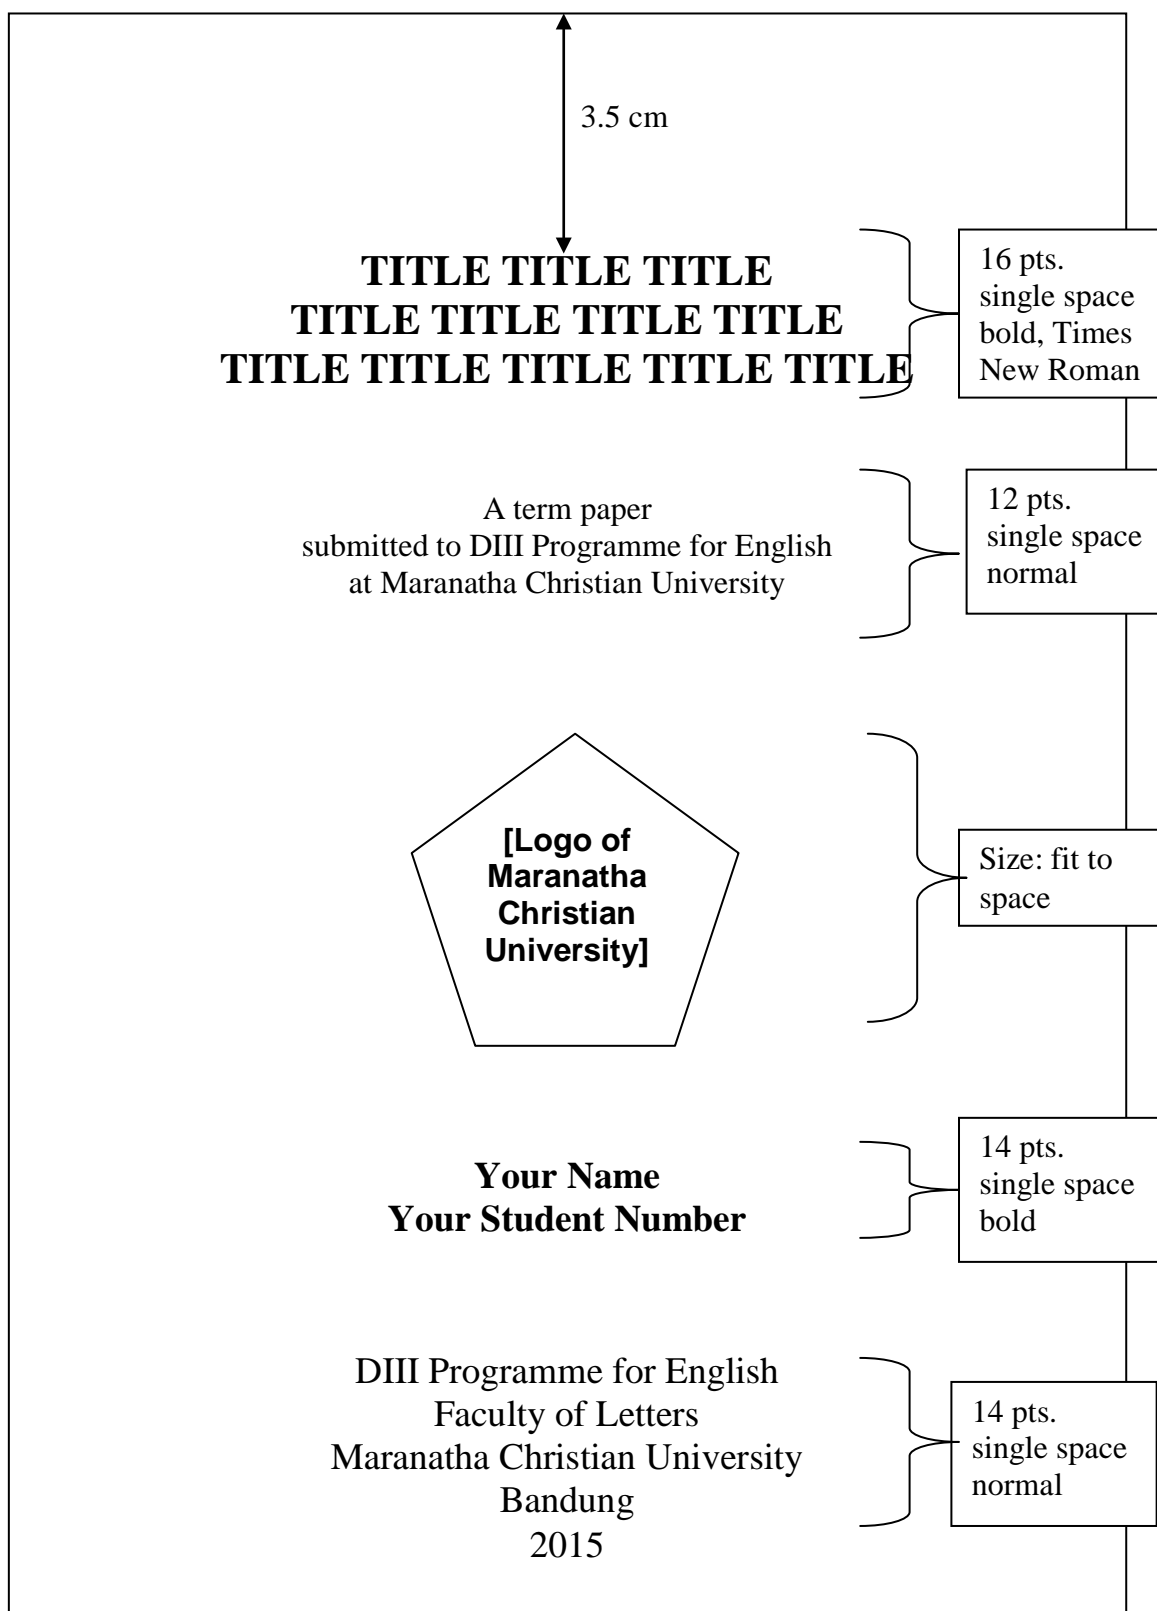 3.5 cm
TITLE TITLE TITLE
TITLE TITLE TITLE TITLE
TITLE TITLE TITLE TITLE TITLE
16 pts.
single space
bold, Times
New Roman
A term paper
submitted to DIII Programme for English
at Maranatha Christian University
12 pts.
single space
normal
[Logo of
Maranatha
Christian
University]
Size: fit to
space
Your Name
Your Student Number
14 pts.
single space
bold
DIII Programme for English
Faculty of Letters
Maranatha Christian University
Bandung
2015
14 pts.
single space
normal